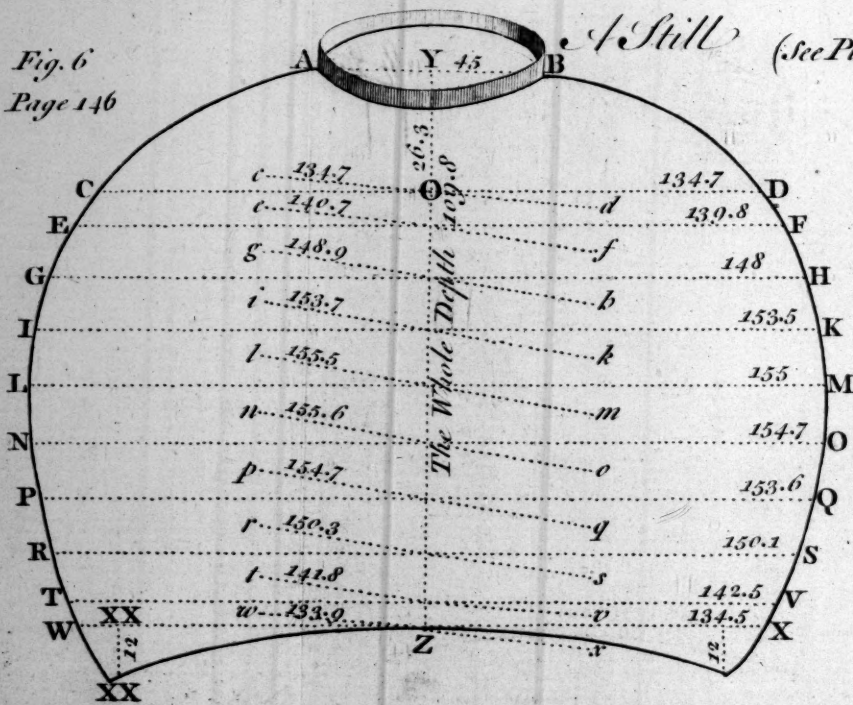 A Still
(See Pl
Fig. 6
Page 146
A Y 45 B
26.3
The Whole Depth 109.8
C c 134.7 O 134.7 D
d
E e 140.7 139.8 F
f
G g 148.9 148 H
h
I i 153.7 153.5 K
k
L l 155.5 155 M
m
N n 155.6 154.7 O
o
P p 154.7 153.6 Q
q
R r 150.3 150.1 S
s
T t 141.8 142.5 V
v
XX
W w 133.9 134.5 X
12 Z 12
x
XX